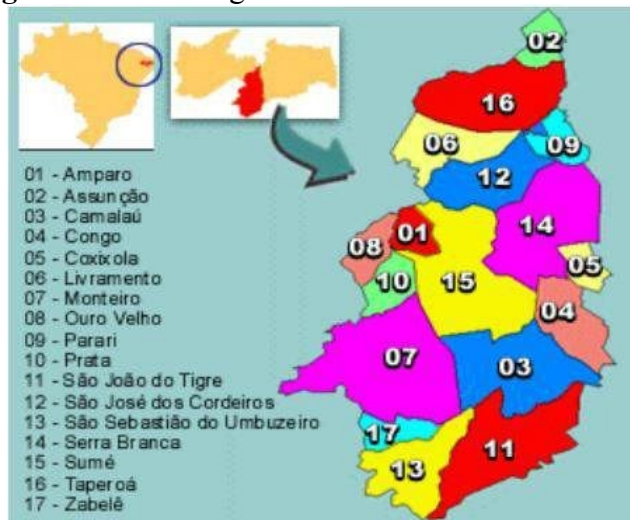 01 - Amparo
02 - Assunção
03 - Camalaú
04 - Congo
05 - Coxixola
06 - Livramento
07 - Monteiro
08 - Ouro Velho
09 - Parari
10 - Prata
11 - São João do Tigre
12 - São José dos Cordeiros
13 - São Sebastião do Umbuzeiro
14 - Serra Branca
15 - Sumé
16 - Taperoá
17 - Zabelê
02
16
06
09
12
14
01
08
05
10
15
04
07
03
17
11
13